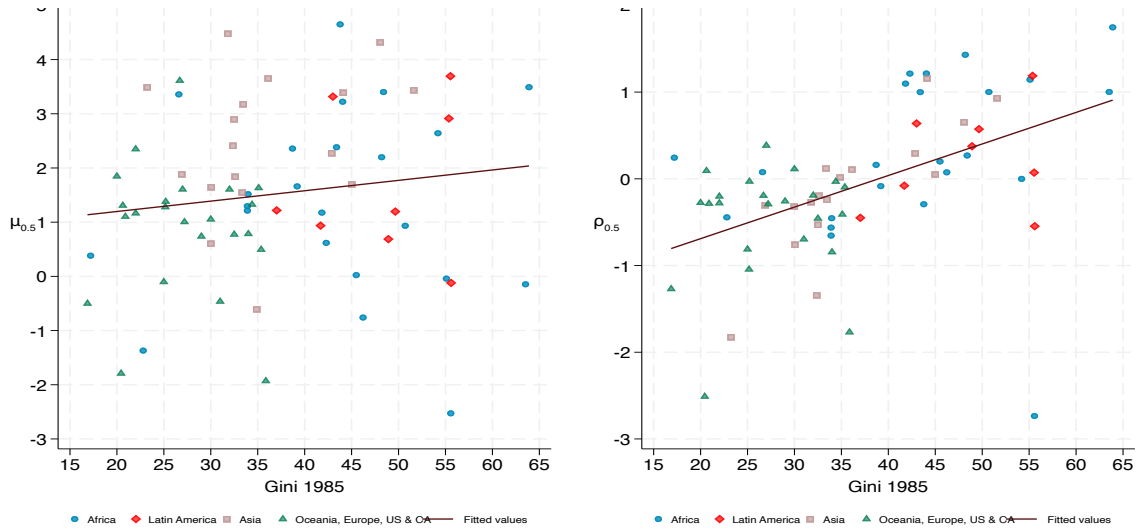 5
4
3
2
1
0
-1
-2
-3
μ0.5
15 20 25 30 35 40 45 50 55 60 65
Gini 1985
Africa Latin America Asia Oceania, Europe, US & CA Fitted values
2
1
0
-1
-2
-3
ρ0.5
15 20 25 30 35 40 45 50 55 60 65
Gini 1985
Africa Latin America Asia Oceania, Europe, US & CA Fitted values